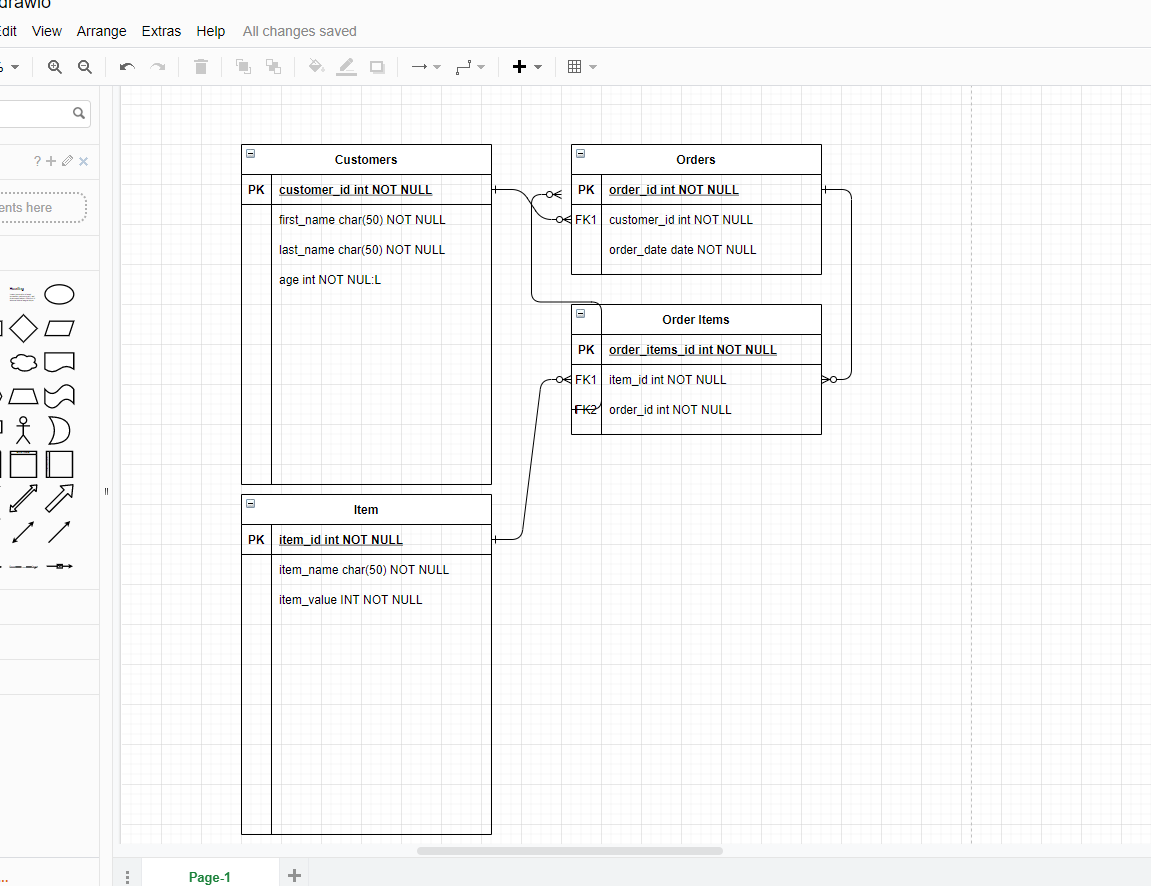 drawio
Edit View Arrange Extras Help All changes saved
%
?
ents here
Heading
Customers
PK customer_id int NOT NULL
first_name char(50) NOT NULL
last_name char(50) NOT NULL
age int NOT NUL:L
Orders
PK order_id int NOT NULL
FK1 customer_id int NOT NULL
order_date date NOT NULL
Order Items
PK order_items_id int NOT NULL
FK1 item_id int NOT NULL
FK2 order_id int NOT NULL
Item
PK item_id int NOT NULL
item_name char(50) NOT NULL
item_value INT NOT NULL
...
Page-1